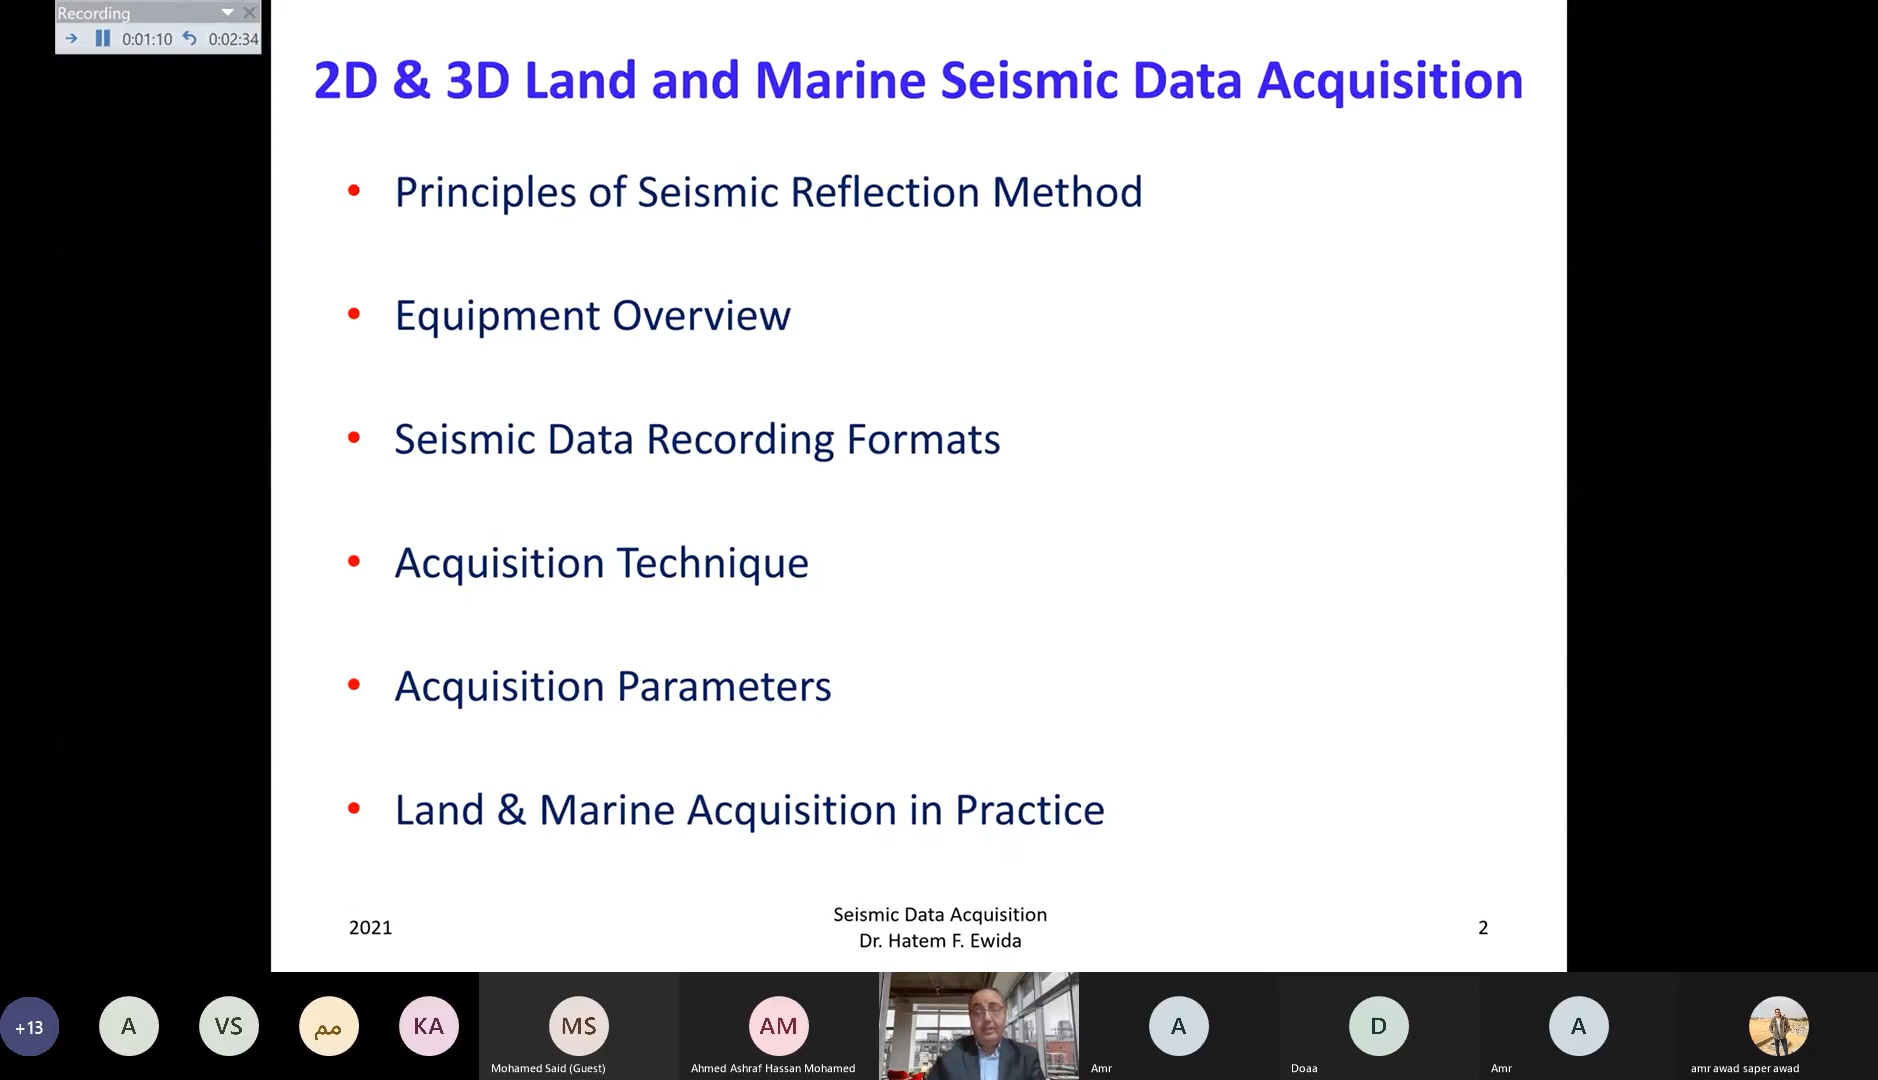 Recording
0:01:10 0:02:34
2D & 3D Land and Marine Seismic Data Acquisition
• Principles of Seismic Reflection Method
• Equipment Overview
• Seismic Data Recording Formats
• Acquisition Technique
• Acquisition Parameters
• Land & Marine Acquisition in Practice
2021
Seismic Data Acquisition
Dr. Hatem F. Ewida
2
+13
A
VS
مم
KA
MS
Mohamed Said (Guest)
AM
Ahmed Ashraf Hassan Mohamed
A
Amr
D
Doaa
A
Amr
amr awad saper awad